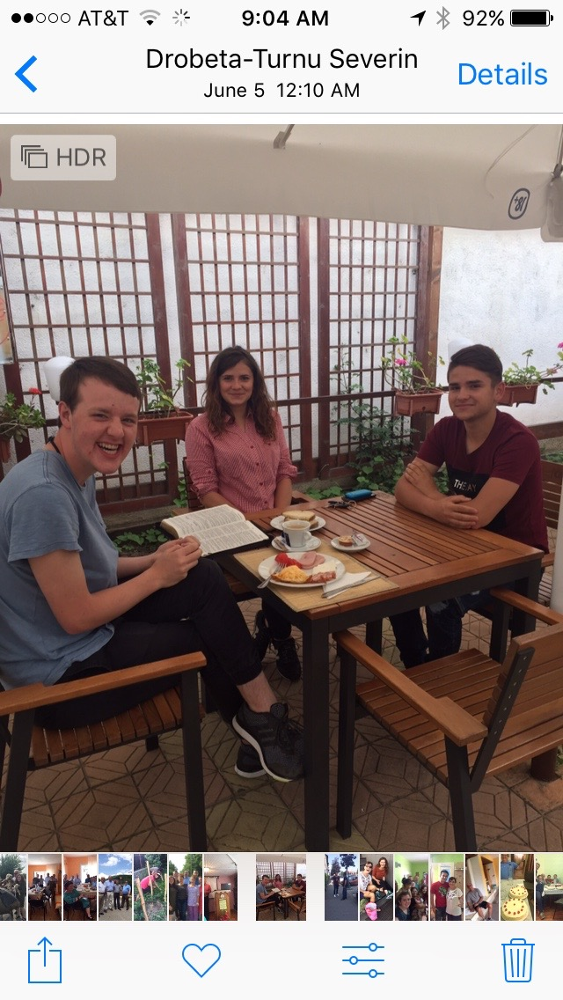 AT&T
9:04 AM
92%
Drobeta-Turnu Severin
June 5 12:10 AM
Details
HDR